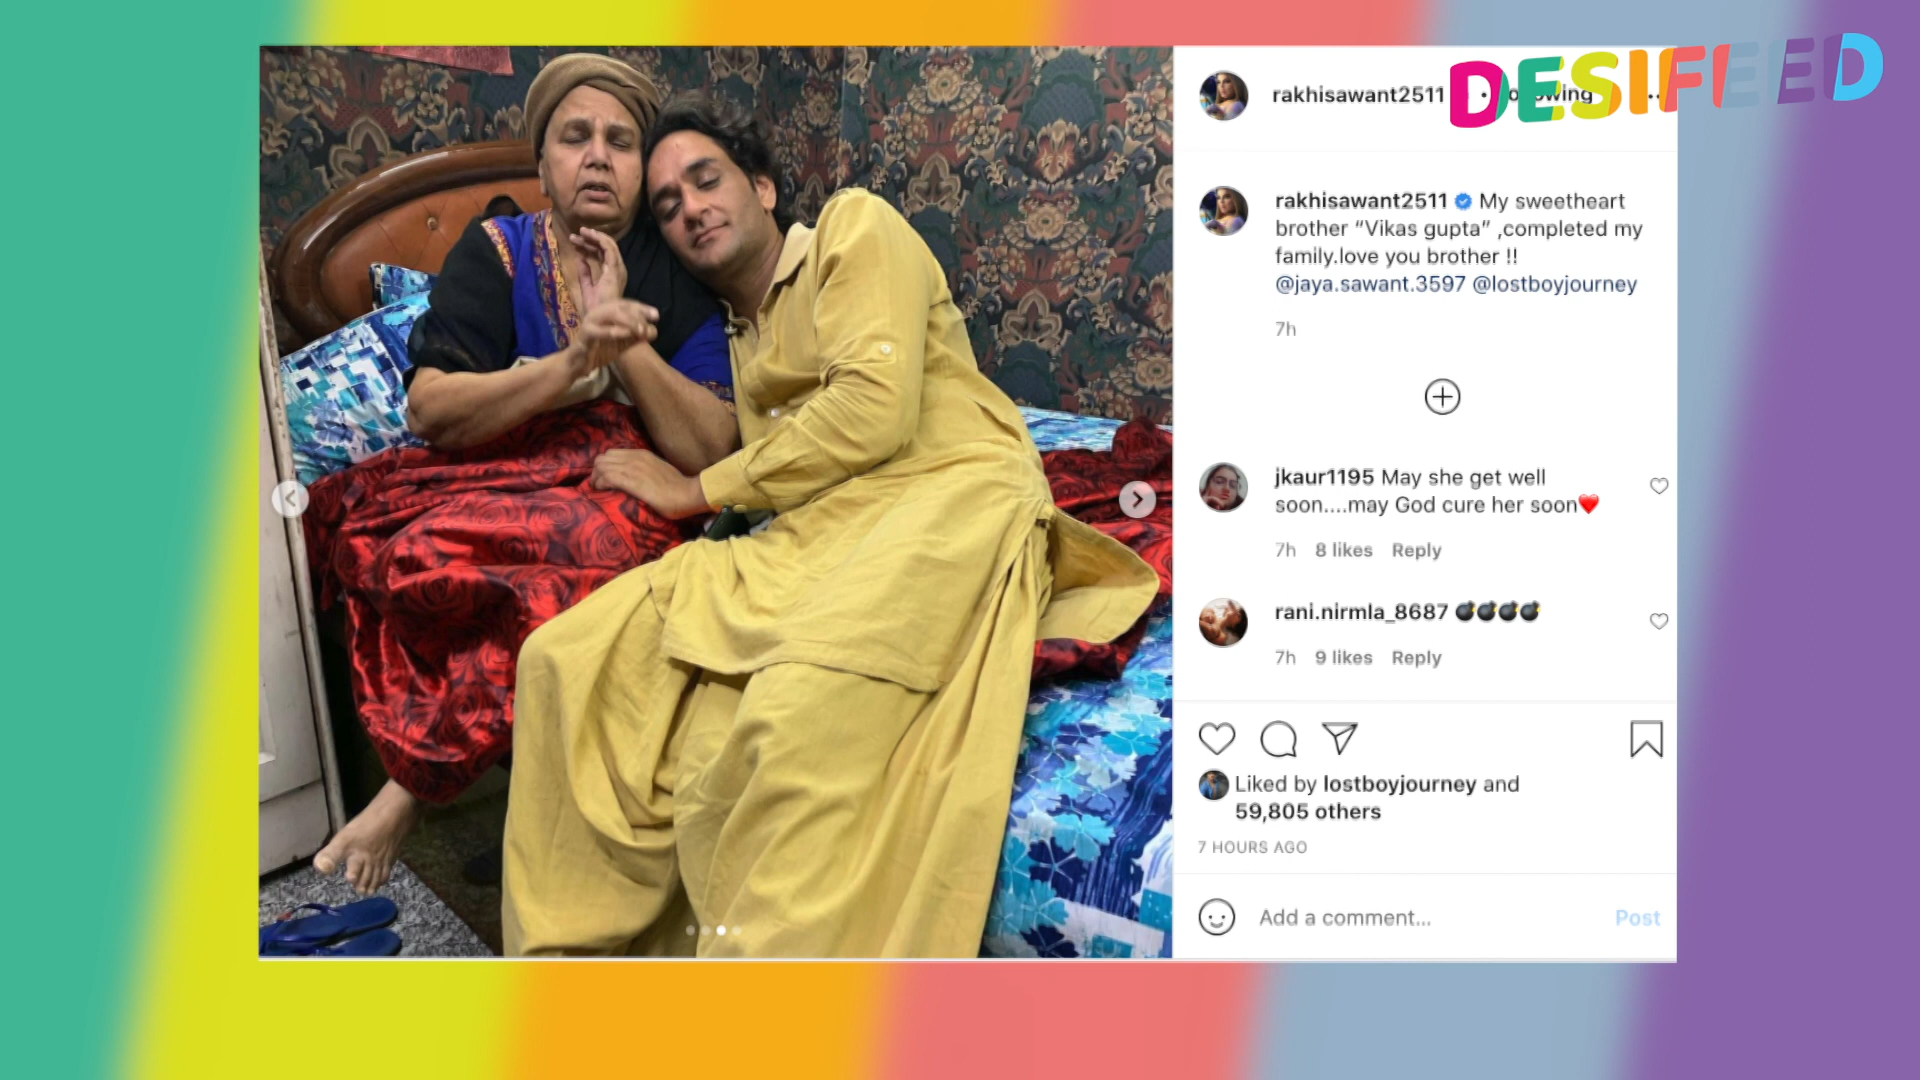 DESIFEED
rakhisawant2511 • Following
rakhisawant2511 My sweetheart
brother “Vikas gupta” ,completed my
family.love you brother !!
@jaya.sawant.3597 @lostboyjourney
7h
jkaur1195 May she get well
soon....may God cure her soon❤️
7h 8 likes Reply
rani.nirmla_8687 💣💣💣💣
7h 9 likes Reply
Liked by lostboyjourney and
59,805 others
7 HOURS AGO
Add a comment... Post